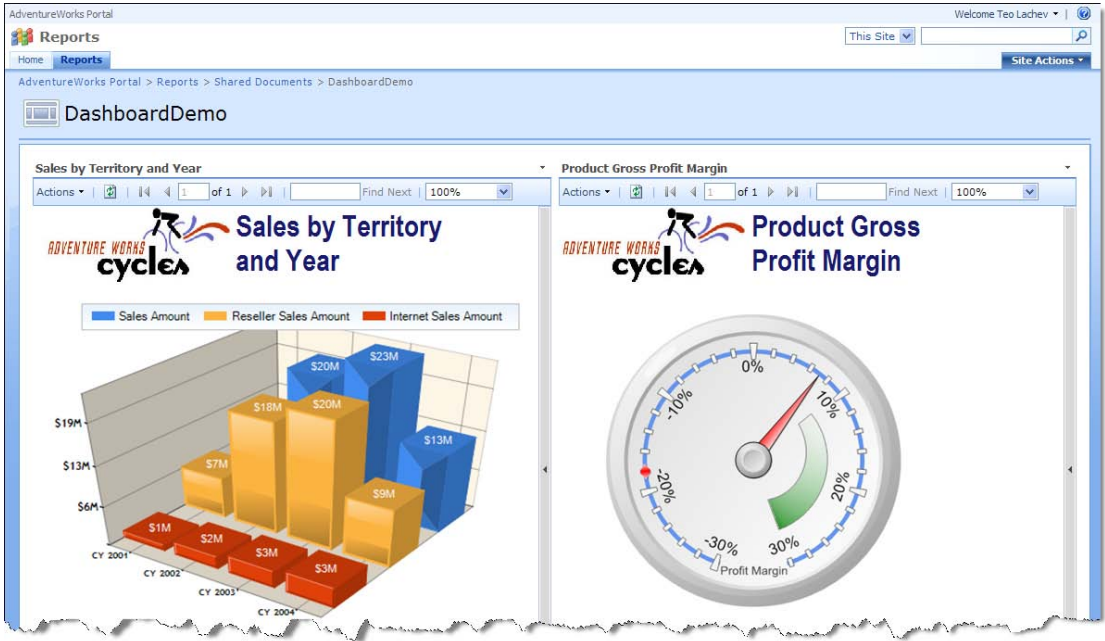 AdventureWorks Portal
Welcome Teo Lachev
Reports
This Site
Home Reports
Site Actions
AdventureWorks Portal > Reports > Shared Documents > DashboardDemo
DashboardDemo
Sales by Territory and Year
Actions | 1 of 1 | Find Next | 100%
ADVENTURE WORKS
cycles
Sales by Territory
and Year
Sales Amount Reseller Sales Amount Internet Sales Amount
$23M
$20M
$18M $20M
$19M
$13M
$13M
$7M
$9M
$6M
$1M
$2M
$3M
$3M
CY 2001
CY 2002
CY 2003
CY 2004
Product Gross Profit Margin
Actions | 1 of 1 | Find Next | 100%
ADVENTURE WORKS
cycles
Product Gross
Profit Margin
0%
-10% 10%
-20% 20%
-30% 30%
Profit Margin